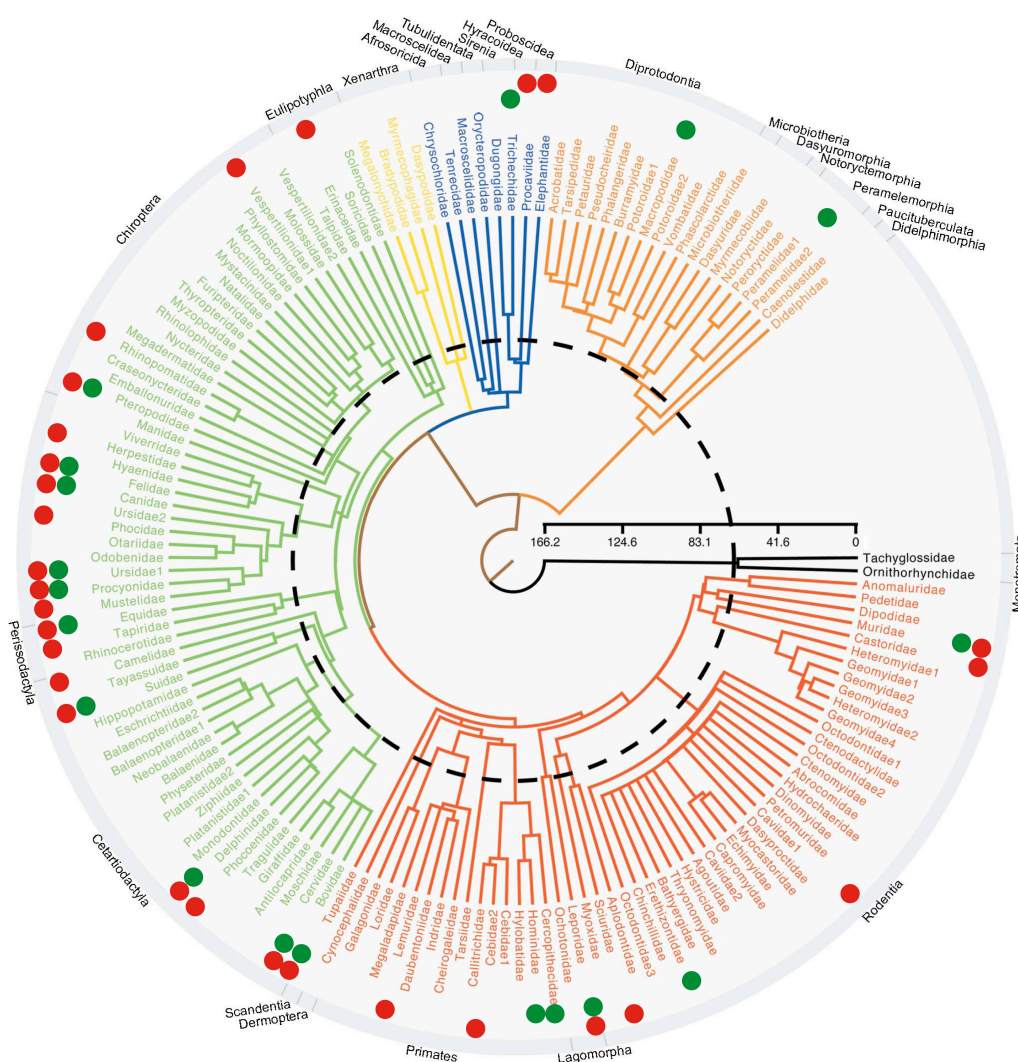 Proboscidea
Hyracoidea
Sirenia
Tubulidentata
Macroscelidea
Afrosoricida
Xenarthra
Eulipotyphla
Chiroptera
Perissodactyla
Cetartiodactyla
Scandentia
Dermoptera
Primates
Lagomorpha
Rodentia
Diprotodontia
Microbiotheria
Dasyuromorphia
Notoryctemorphia
Peramelemorphia
Paucituberculata
Didelphimorphia
Acrobatidae
Tarsipedidae
Petauridae
Pseudocheiridae
Phalangeridae
Burramyidae
Potoroidae1
Macropodidae
Potoroidae2
Vombatidae
Phascolarctidae
Microbiotheriidae
Dasyuridae
Myrmecobiidae
Notoryctidae
Peroryctidae
Peramelidae1
Peramelidae2
Caenolestidae
Didelphidae
166.2 124.6 83.1 41.6 0
Tachyglossidae
Ornithorhynchidae
Anomaluridae
Pedetidae
Dipodidae
Muridae
Castoridae
Heteromyidae1
Geomyidae1
Geomyidae2
Geomyidae3
Heteromyidae2
Geomyidae4
Octodontidae1
Ctenodactylidae
Octodontidae2
Ctenomyidae
Abrocomidae
Hydrochaeridae
Dinomyidae
Petromuridae
Caviidae1
Dasyproctidae
Myocastoridae
Echimyidae
Capromyidae
Caviidae2
Agoutidae
Hystricidae
Thryonomyidae
Bathyergidae
Erethizontidae
Chinchillidae
Octodontidae3
Aplodontidae
Sciuridae
Myoxidae
Leporidae
Ochotonidae
Cercopithecidae
Hominidae
Hylobatidae
Cebidae1
Cebidae2
Callitrichidae
Tarsiidae
Cheirogaleidae
Indridae
Daubentoniidae
Lemuridae
Megaladapidae
Loridae
Galagonidae
Cynocephalidae
Tupaiidae
Bovidae
Cervidae
Moschidae
Antilocapridae
Giraffidae
Tragulidae
Phocoenidae
Delphinidae
Monodontidae
Platanistidae1
Ziphiidae
Platanistidae2
Physeteridae
Balaenidae
Neobalaenidae
Balaenopteridae1
Balaenopteridae2
Eschrichtiidae
Hippopotamidae
Suidae
Tayassuidae
Camelidae
Rhinocerotidae
Tapiridae
Equidae
Mustelidae
Procyonidae
Ursidae1
Odobenidae
Otariidae
Phocidae
Ursidae2
Canidae
Felidae
Hyaenidae
Herpestidae
Viverridae
Manidae
Pteropodidae
Emballonuridae
Craseonycteridae
Rhinopomatidae
Megadermatidae
Nycteridae
Rhinolophidae
Myzopodidae
Thyropteridae
Furipteridae
Natalidae
Mystacinidae
Noctilionidae
Mormoopidae
Phylostomidae
Vespertilionidae1
Molossidae
Vespertilionidae2
Talpidae
Erinaceidae
Soricidae
Solenodontidae
Megalonychidae
Bradypodidae
Myrmecophagidae
Dasypodidae
Chrysochloridae
Tenrecidae
Macroscelididae
Orycteropodidae
Dugongidae
Trichechidae
Procaviidae
Elephantidae